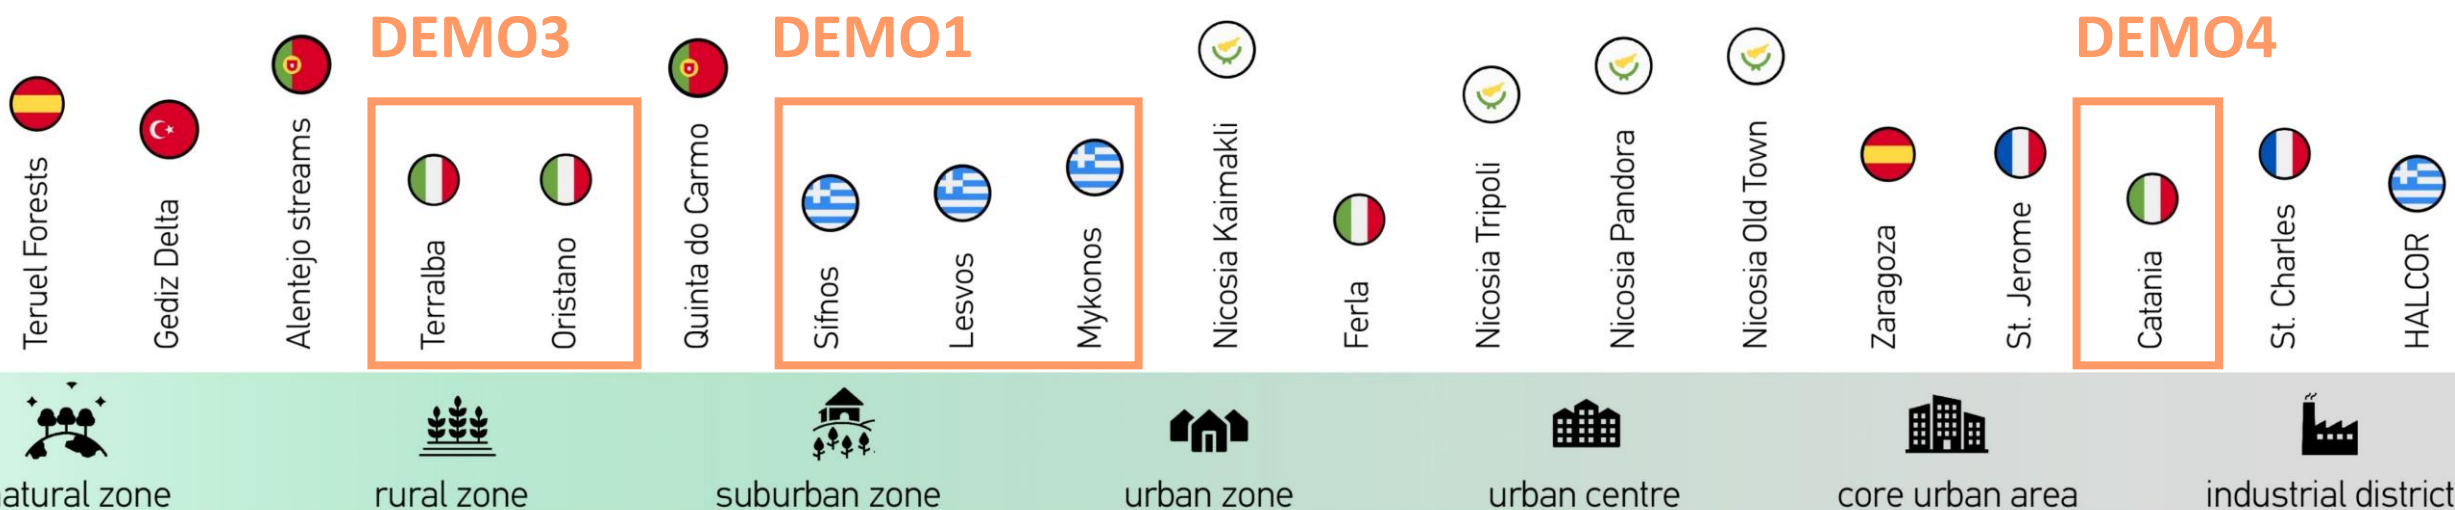 DEMO3
DEMO1
DEMO4
Teruel Forests
Gediz Delta
Alentejo streams
Terralba
Oristano
Quinta do Carmo
Sifnos
Lesvos
Mykonos
Nicosia Kaimakli
Ferla
Nicosia Tripoli
Nicosia Pandora
Nicosia Old Town
Zaragoza
St. Jerome
Catania
St. Charles
HALCOR
natural zone
rural zone
suburban zone
urban zone
urban centre
core urban area
industrial district